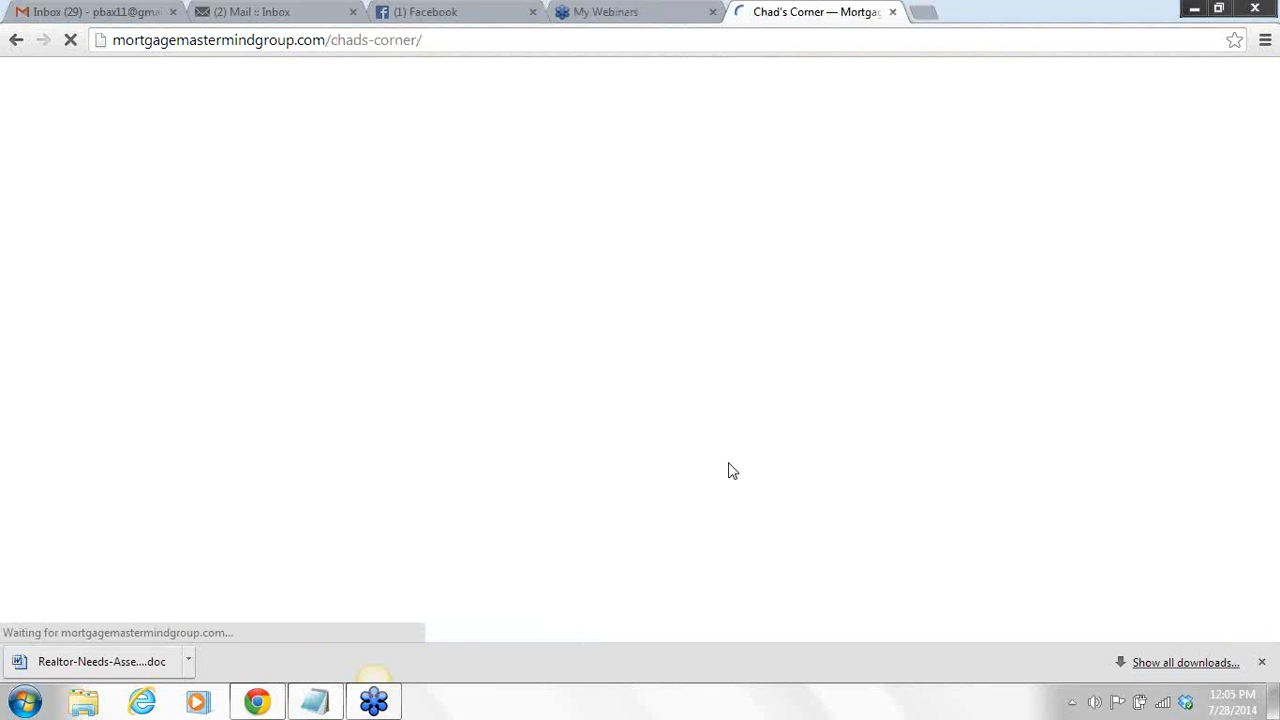 Inbox (29) - pbax11@gma
(2) Mail :: Inbox
(1) Facebook
My Webinars
Chad's Corner — Mortga
mortgagemastermindgroup.com/chads-corner/
Waiting for mortgagemastermindgroup.com...
Realtor-Needs-Asse....doc
Show all downloads...
12:05 PM
7/28/2014